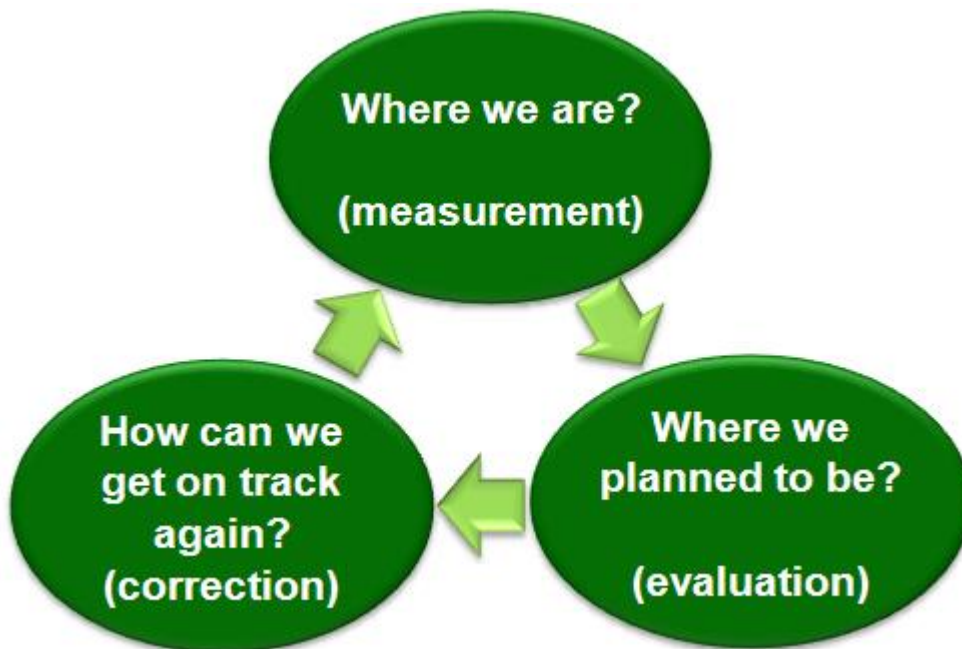 Where we are?
(measurement)
Where we
planned to be?
(evaluation)
How can we
get on track
again?
(correction)